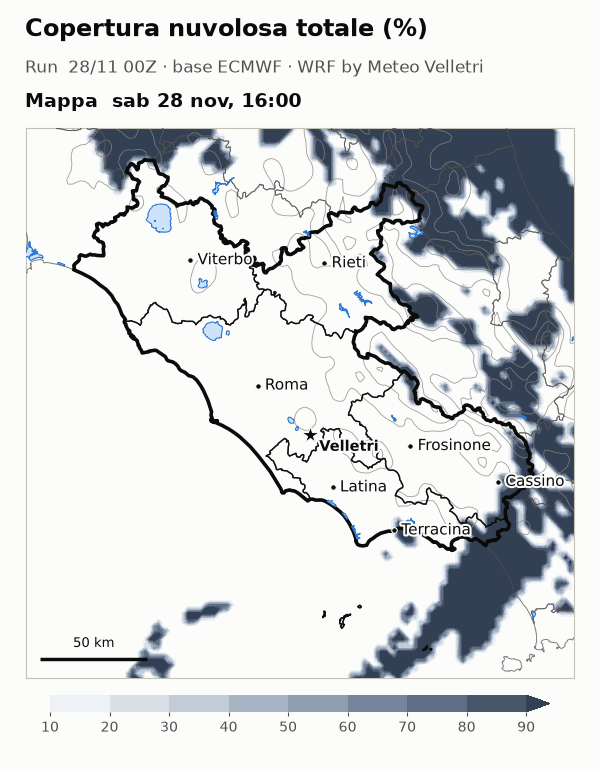 Copertura nuvolosa totale (%)
Run  28/11 00Z · base ECMWF · WRF by Meteo Velletri
Mappa  sab 28 nov, 16:00
Viterbo
Rieti
Roma
Velletri
Frosinone
Latina
Cassino
Terracina
50 km
10 20 30 40 50 60 70 80 90